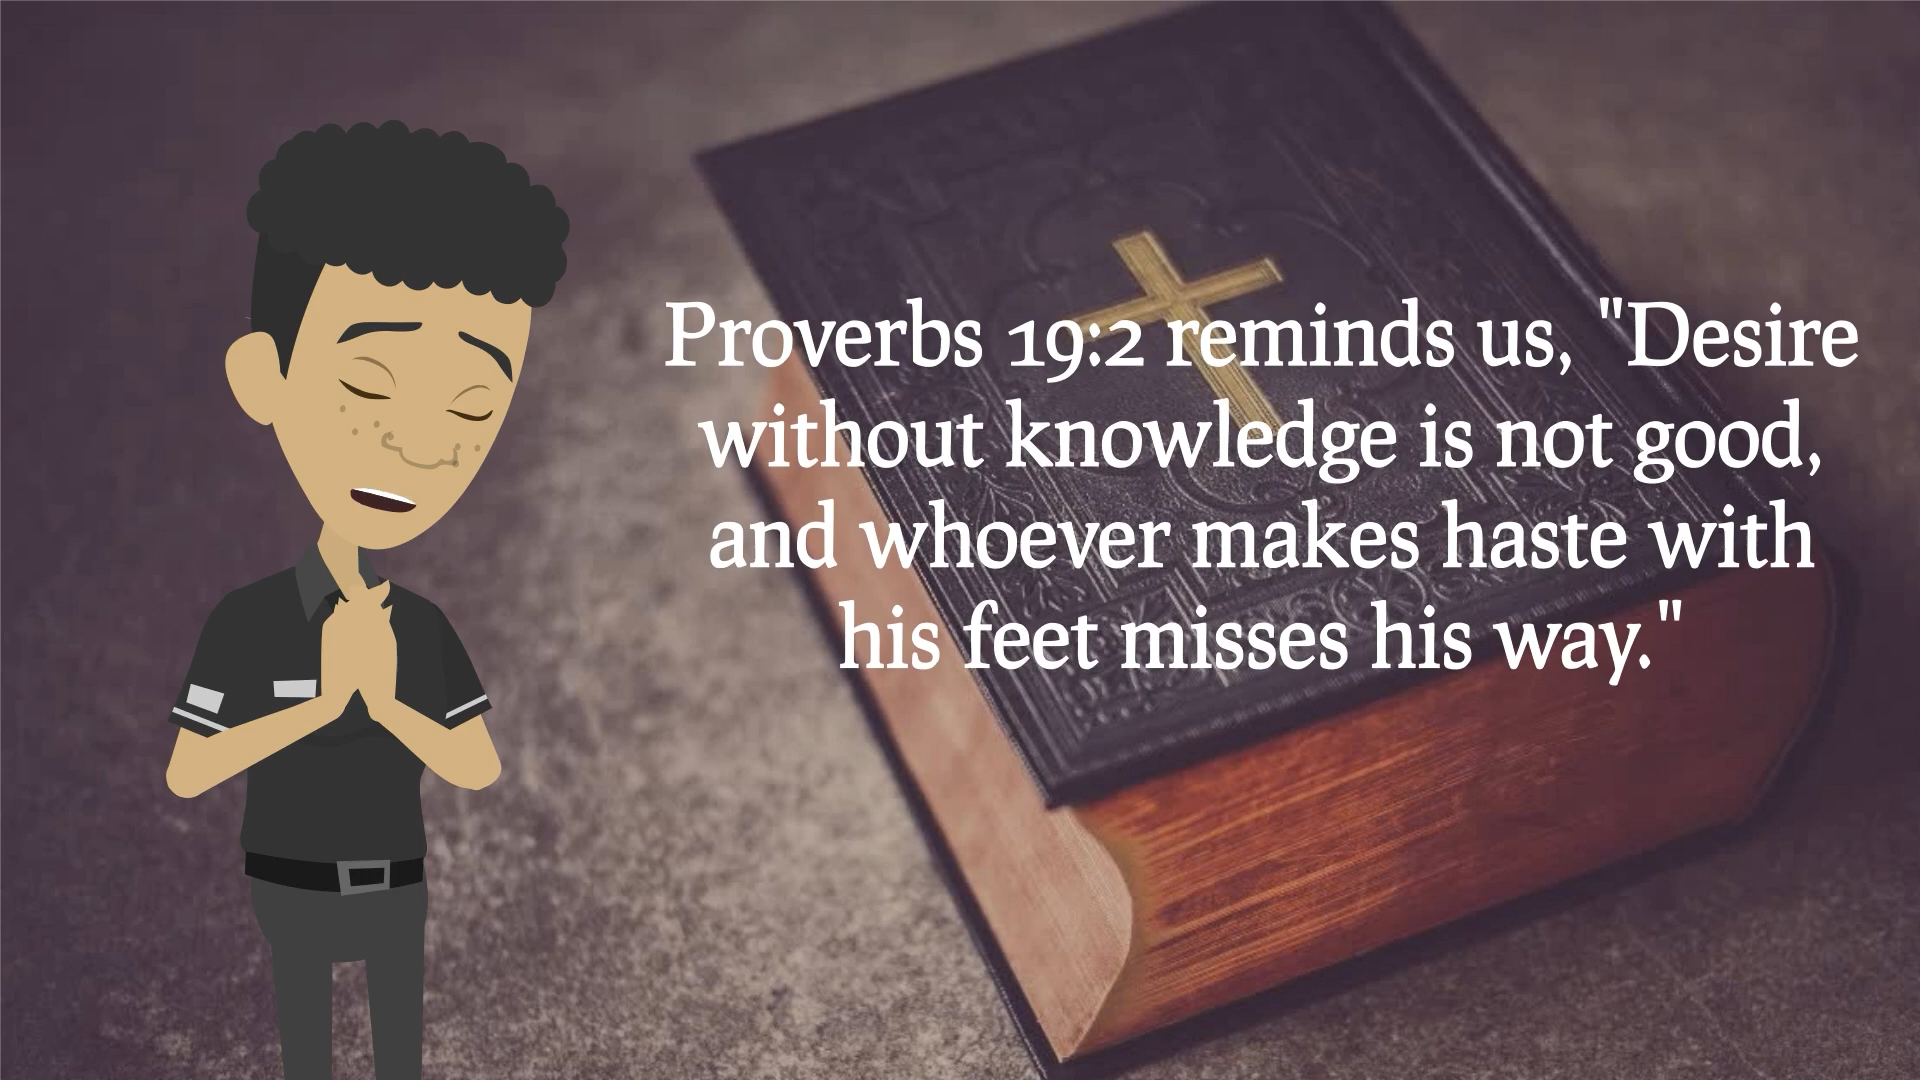 Proverbs 19:2 reminds us, "Desire
without knowledge is not good,
and whoever makes haste with
his feet misses his way."